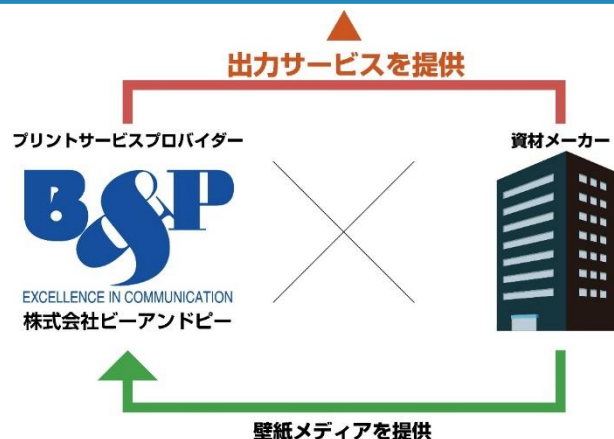 出力サービスを提供
プリントサービスプロバイダー
資材メーカー
B&P
EXCELLENCE IN COMMUNICATION
株式会社ビーアンドピー
壁紙メディアを提供